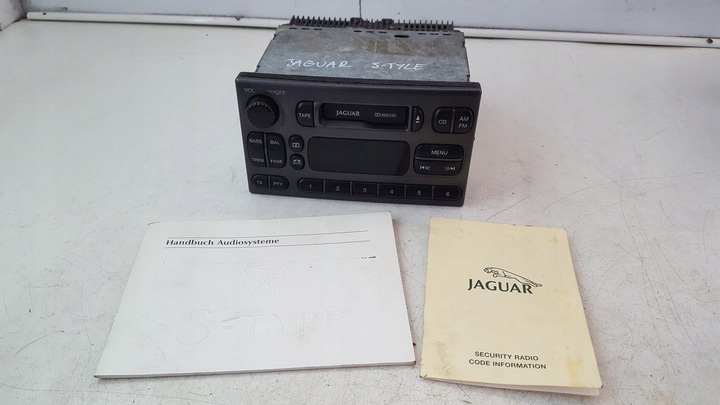 JAGUAR S-TYLE
VOL ON/OFF
TAPE
JAGUAR
CD
AM
FM
BASS BAL
TREB FADE
MENU
TA PTY
1 2 3 4 5 6
Handbuch Audiosysteme
S-TYPE
JAGUAR
SECURITY RADIO
CODE INFORMATION